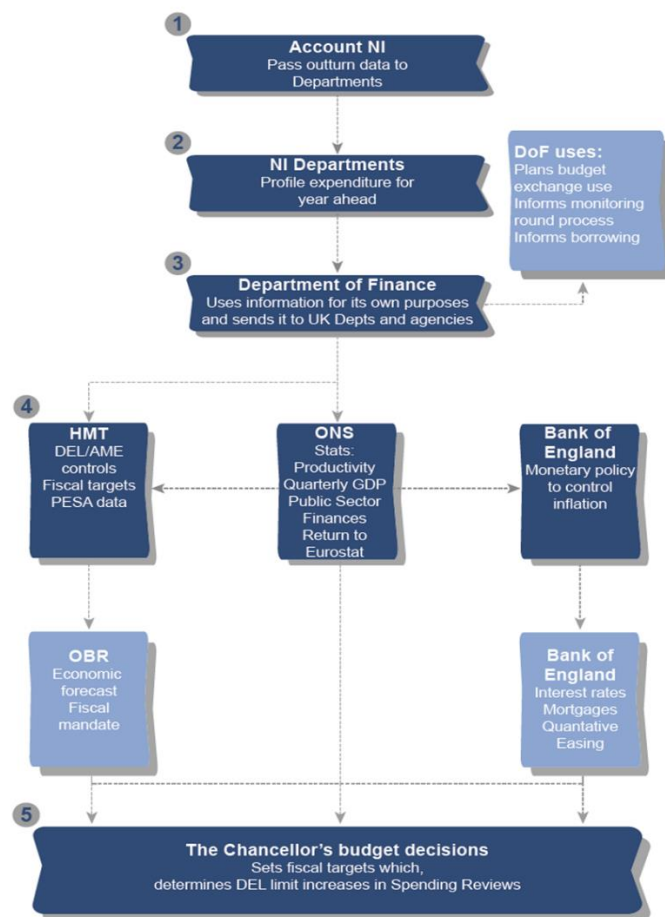 1
Account NI
Pass outturn data to
Departments
2
NI Departments
Profile expenditure for
year ahead
DoF uses:
Plans budget
exchange use
Informs monitoring
round process
Informs borrowing
3
Department of Finance
Uses information for its own purposes
and sends it to UK Depts and agencies
4
HMT
DEL/AME
controls
Fiscal targets
PESA data
ONS
Stats:
Productivity
Quarterly GDP
Public Sector
Finances
Return to
Eurostat
Bank of
England
Monetary policy
to control
inflation
OBR
Economic
forecast
Fiscal
mandate
Bank of
England
Interest rates
Mortgages
Quantative
Easing
5
The Chancellor's budget decisions
Sets fiscal targets which,
determines DEL limit increases in Spending Reviews